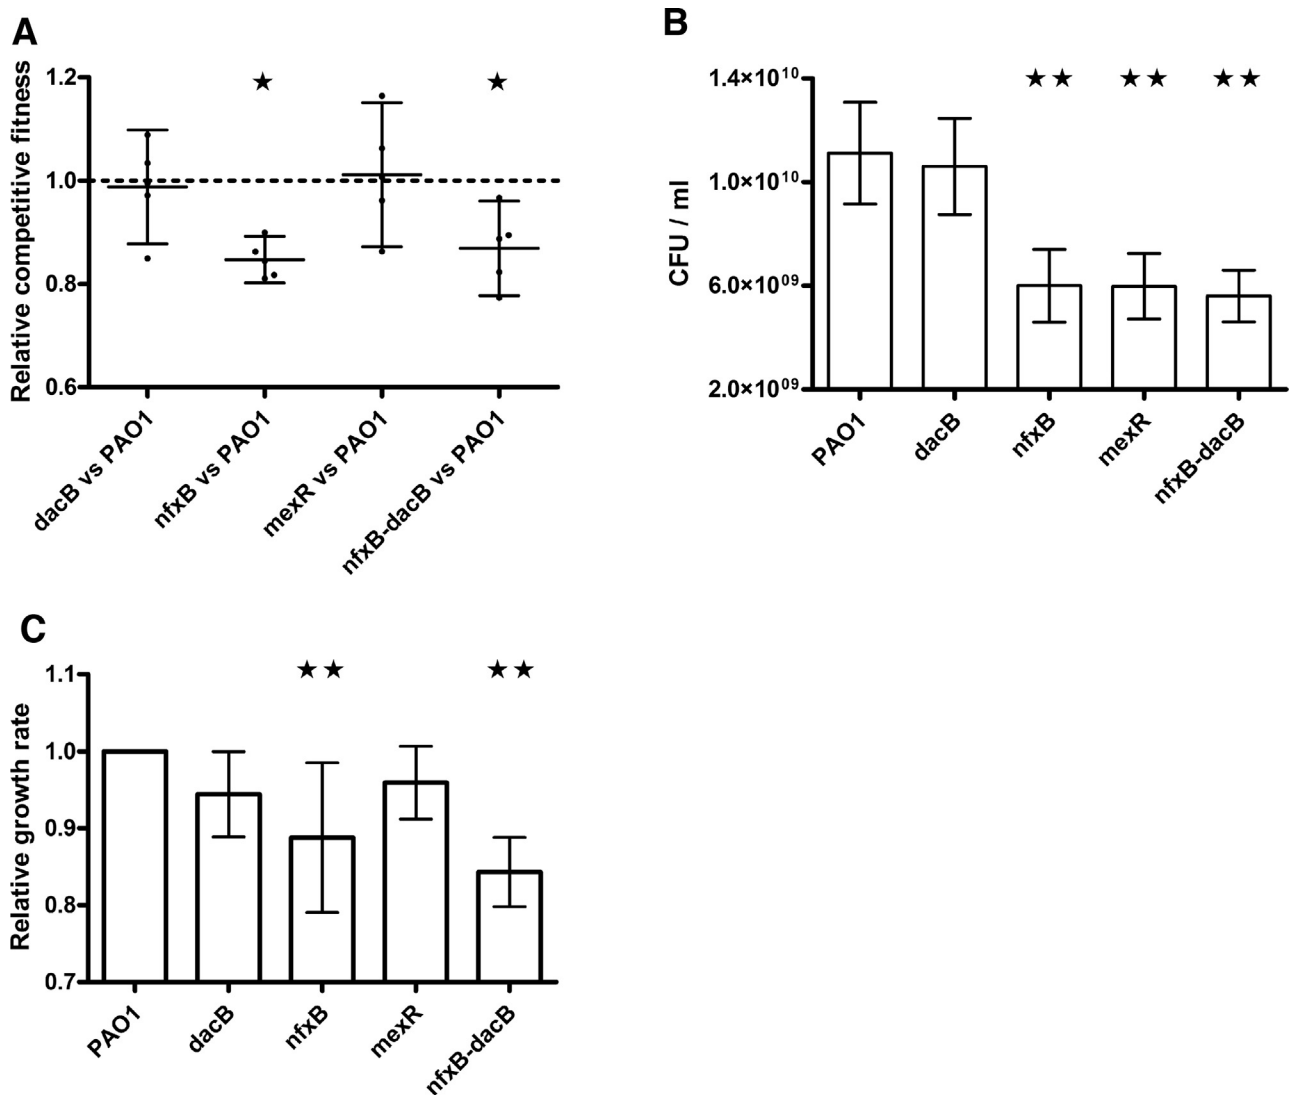 A
Relative competitive fitness
1.2
1.0
0.8
0.6
★
★
dacB vs PAO1
nfxB vs PAO1
mexR vs PAO1
nfxB-dacB vs PAO1
B
CFU / ml
1.4×10¹⁰
1.0×10¹⁰
6.0×10⁰⁹
2.0×10⁰⁹
★★
★★
★★
PAO1
dacB
nfxB
mexR
nfxB-dacB
C
Relative growth rate
1.1
1.0
0.9
0.8
0.7
★★
★★
PAO1
dacB
nfxB
mexR
nfxB-dacB